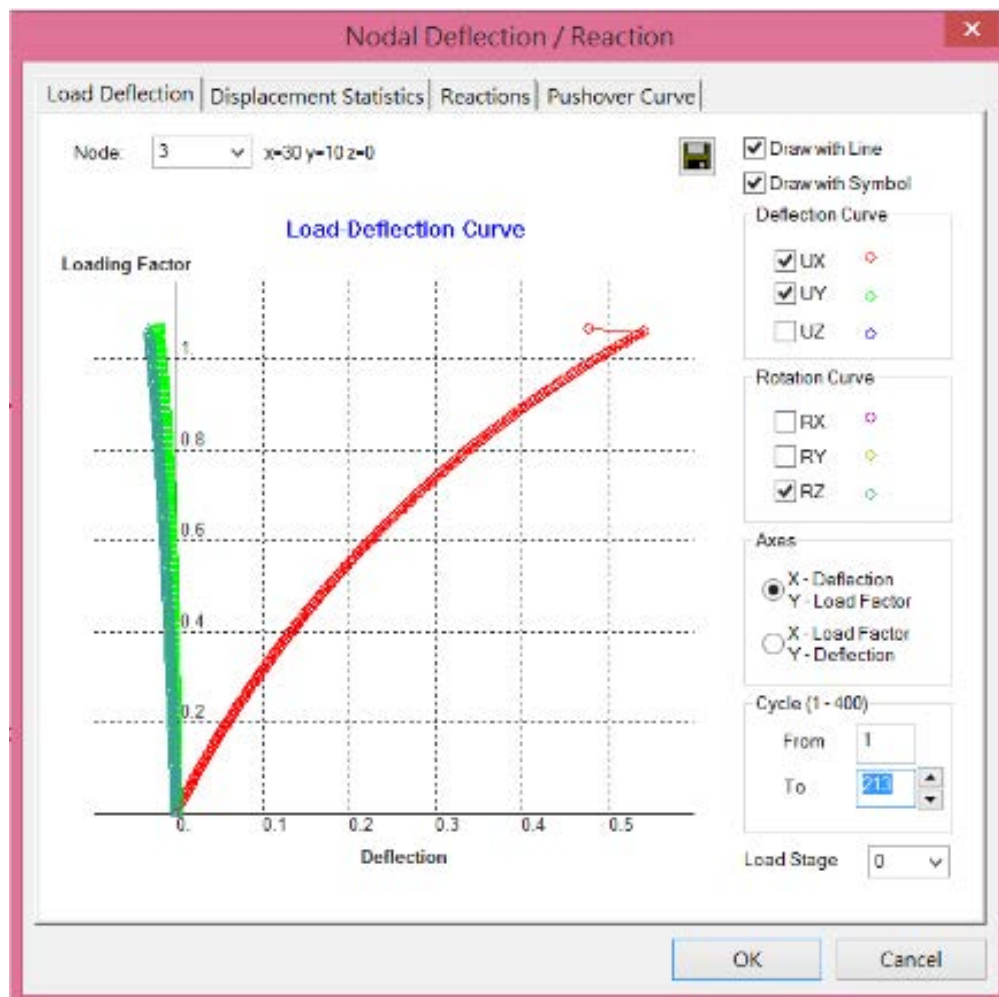 Nodal Deflection / Reaction
Load Deflection Displacement Statistics Reactions Pushover Curve
Node: 3 x=30 y=10 z=0
Draw with Line
Draw with Symbol
Load-Deflection Curve
Loading Factor
1.
0.8
0.6
0.4
0.2
0. 0.1 0.2 0.3 0.4 0.5
Deflection
Deflection Curve
UX
UY
UZ
Rotation Curve
RX
RY
RZ
Axes
X - Deflection
Y - Load Factor
X - Load Factor
Y - Deflection
Cycle (1 - 400)
From 1
To 213
Load Stage 0
OK Cancel